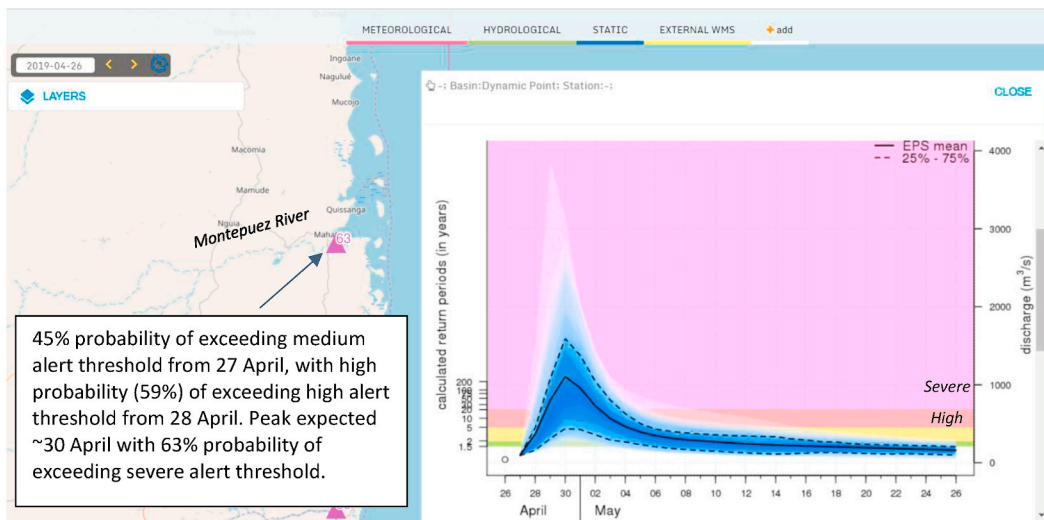 METEOROLOGICAL HYDROLOGICAL STATIC EXTERNAL WMS + add
2019-04-26 < >
LAYERS
Ingoane
Nagulué
Mucojo
Macomia
Mamude
Quissanga
Nguia
Montepuez River
Maha
63
45% probability of exceeding medium
alert threshold from 27 April, with high
probability (59%) of exceeding high alert
threshold from 28 April. Peak expected
~30 April with 63% probability of
exceeding severe alert threshold.
-; Basin:Dynamic Point; Station:-;
CLOSE
EPS mean
25% - 75%
calculated return periods (in years)
200
20
10
5
2
1.5
4000
3000
2000
1000
0
discharge (m³/s)
Severe
High
26 28 30 02 04 06 08 10 12 14 16 18 20 22 24 26
April May